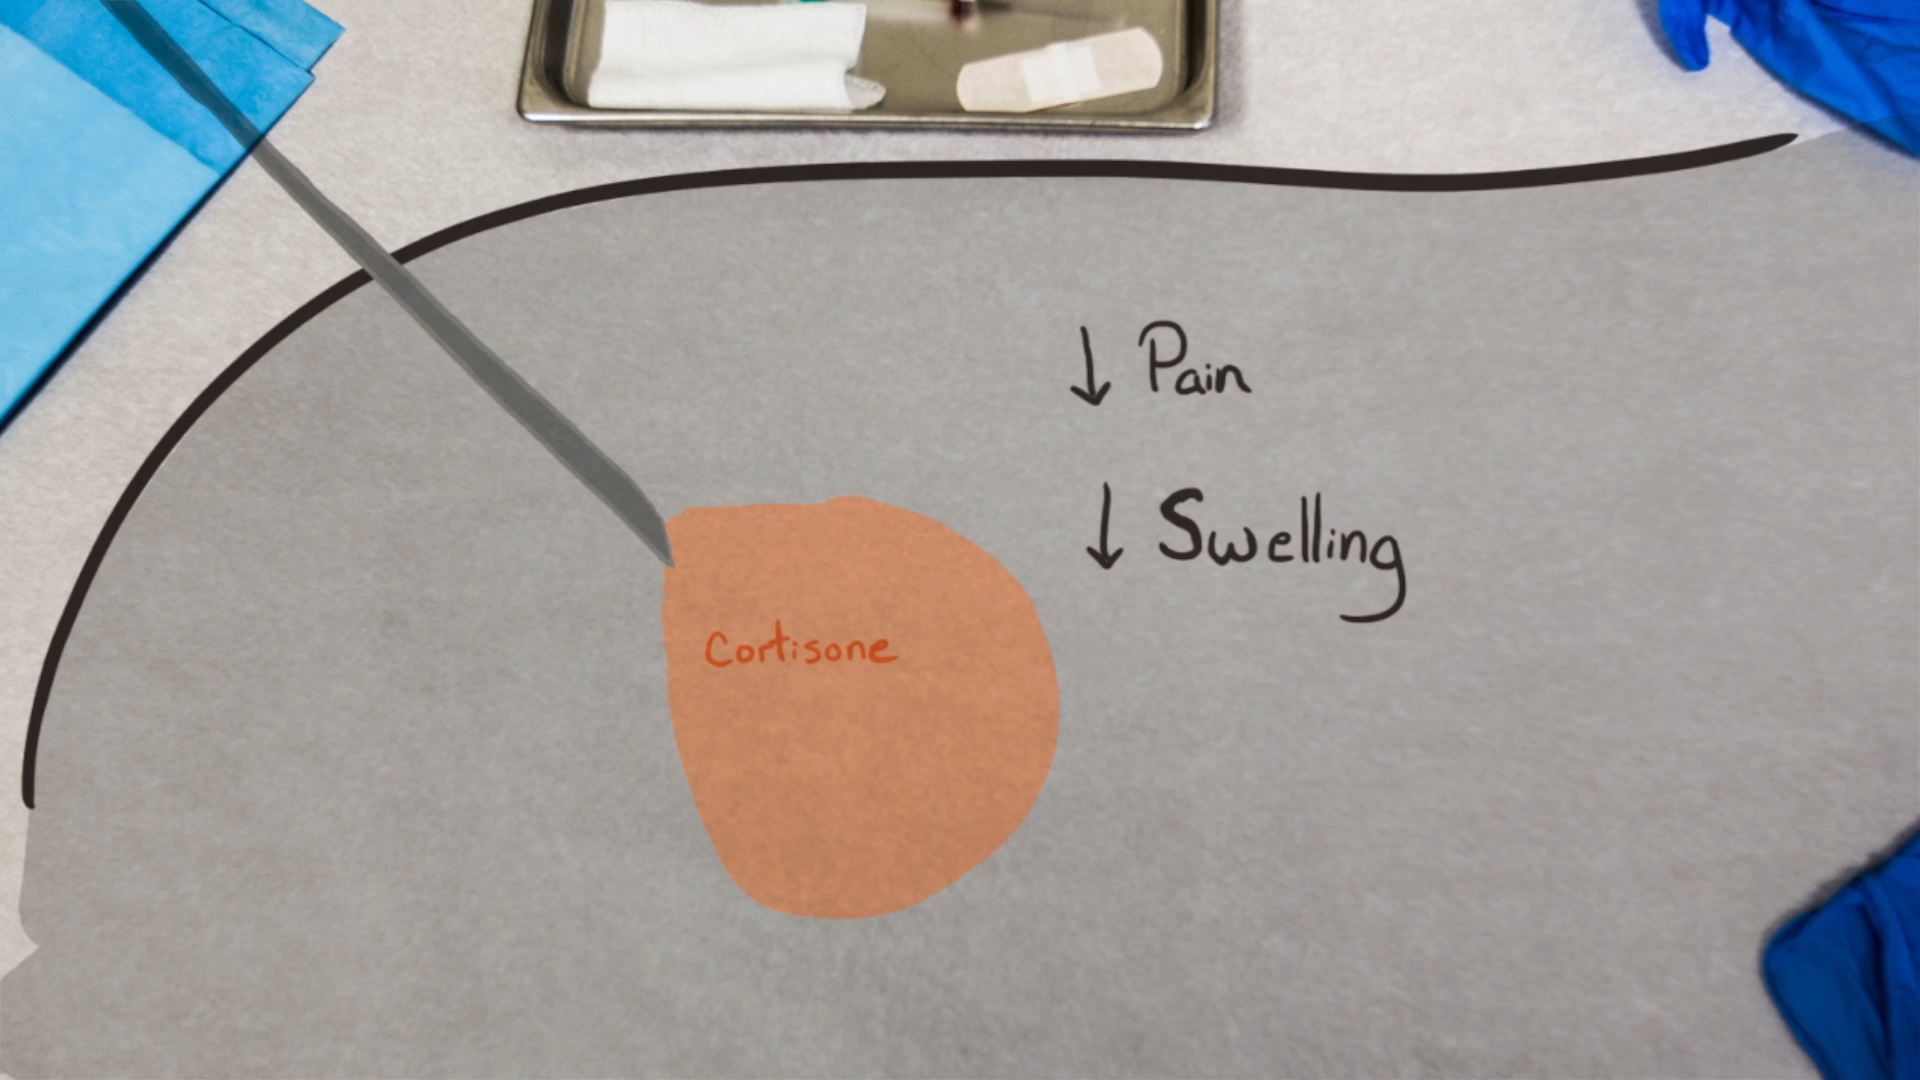 ↓ Pain
↓ Swelling
Cortisone